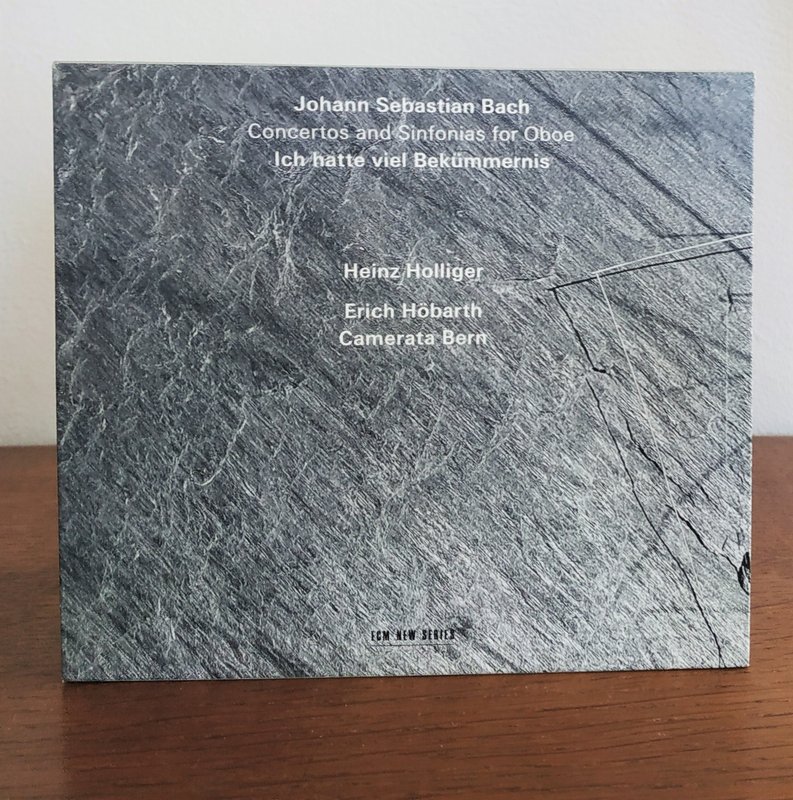 Johann Sebastian Bach
Concertos and Sinfonias for Oboe
Ich hatte viel Bekümmernis
Heinz Holliger
Erich Höbarth
Camerata Bern
ECM NEW SERIES